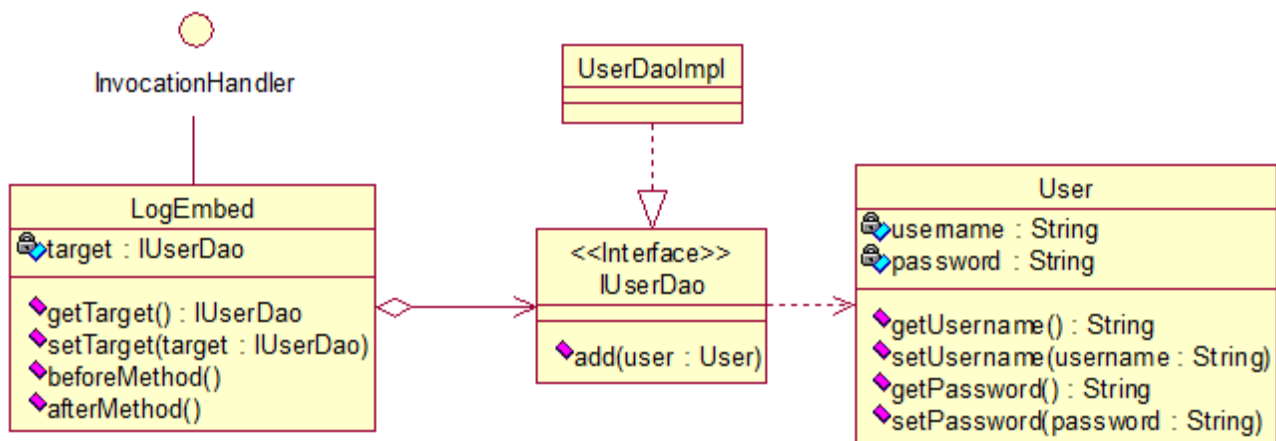 InvocationHandler
UserDaoImpl
LogEmbed
target : IUserDao
getTarget() : IUserDao
setTarget(target : IUserDao)
beforeMethod()
afterMethod()
<<Interface>>
IUserDao
add(user : User)
User
username : String
password : String
getUsername() : String
setUsername(username : String)
getPassword() : String
setPassword(password : String)